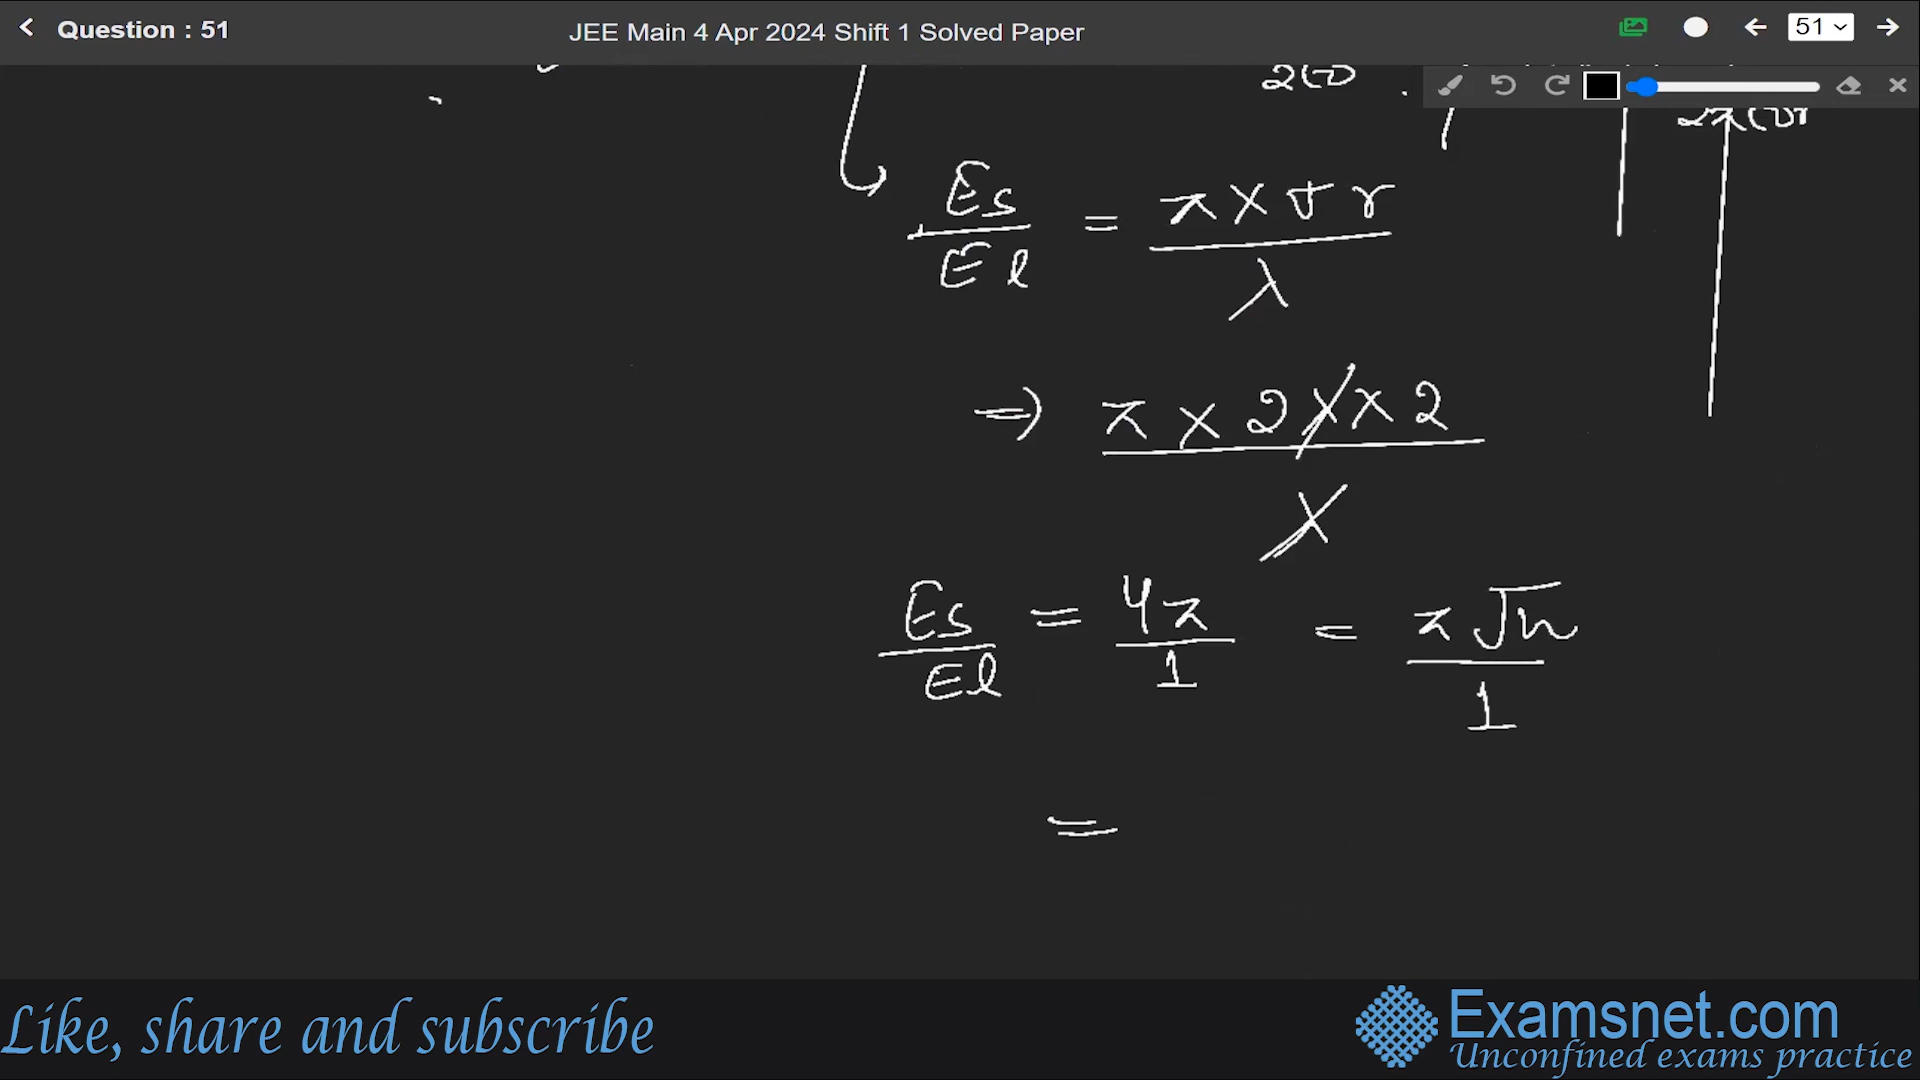 Question : 51
JEE Main 4 Apr 2024 Shift 1 Solved Paper
51
Es/El = π × σ r/λ
⇒ π × 2 λ × 2/λ
Es/El = 4π/1 = π √n/1
=
Like, share and subscribe
Examsnet.com
Unconfined exams practice